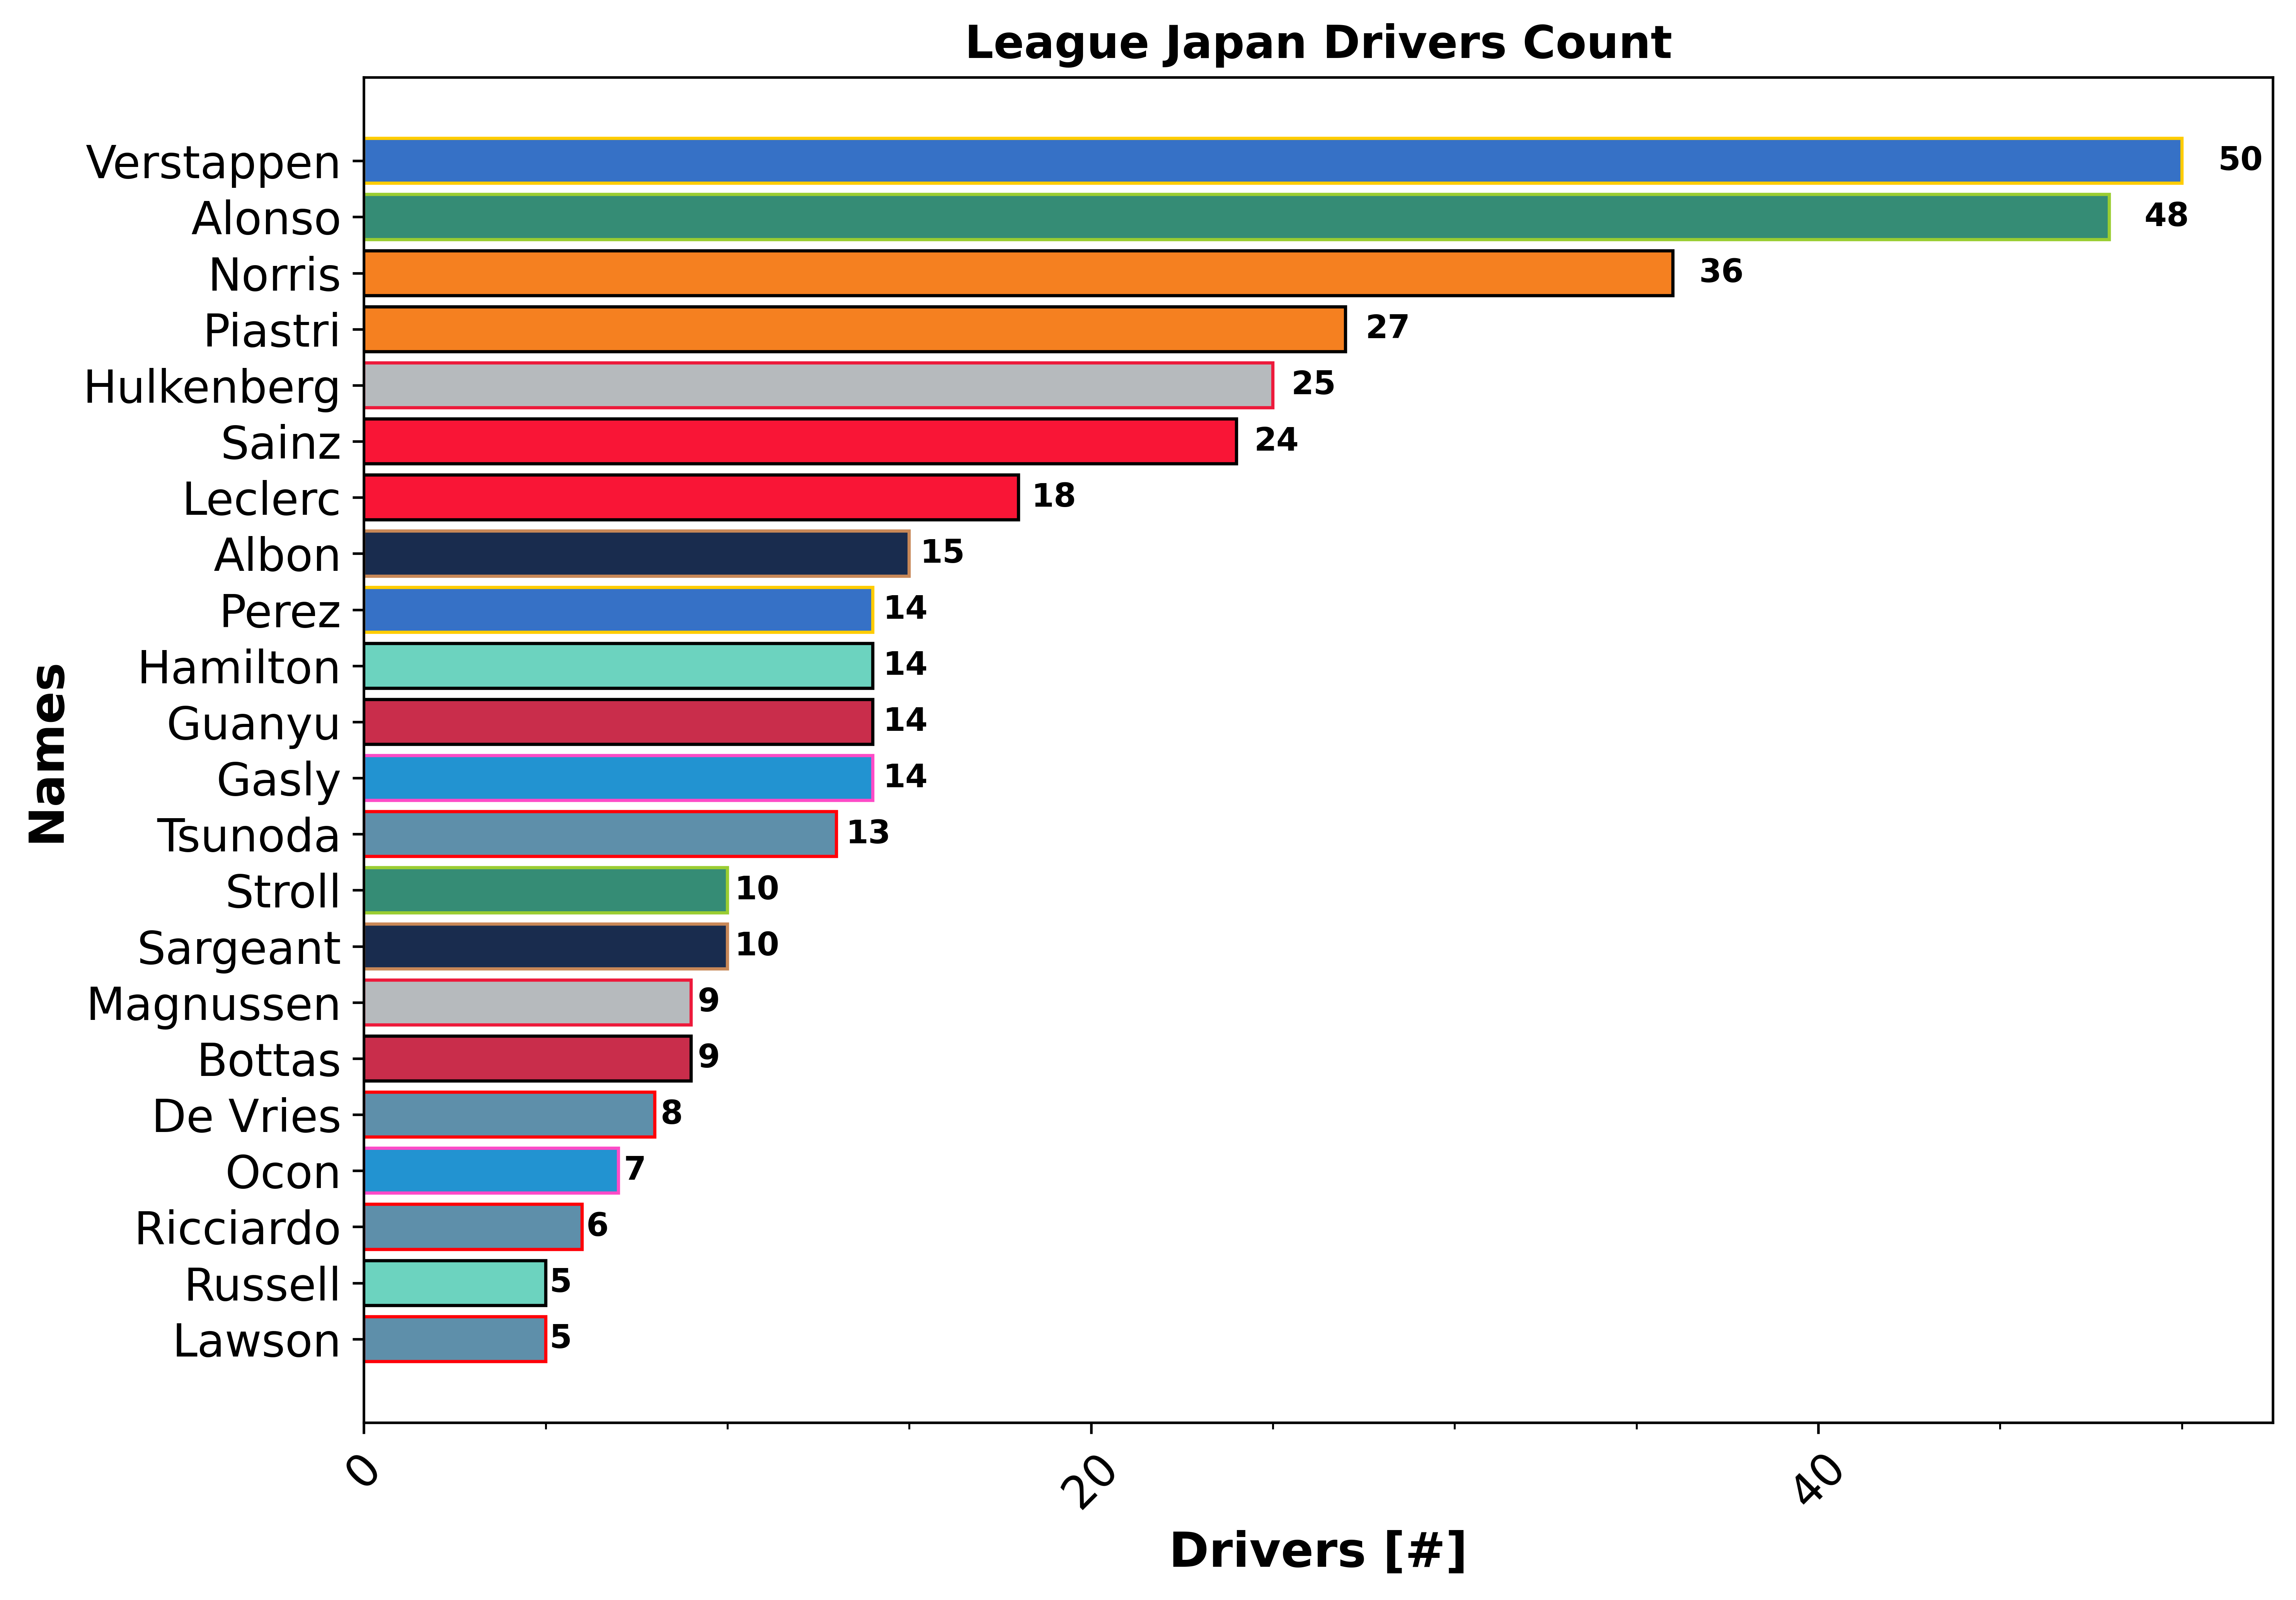 League Japan Drivers Count
Verstappen 50
Alonso 48
Norris 36
Piastri 27
Hulkenberg 25
Sainz 24
Leclerc 18
Albon 15
Perez 14
Hamilton 14
Guanyu 14
Gasly 14
Tsunoda 13
Stroll 10
Sargeant 10
Magnussen 9
Bottas 9
De Vries 8
Ocon 7
Ricciardo 6
Russell 5
Lawson 5
Names
0 20 40
Drivers [#]